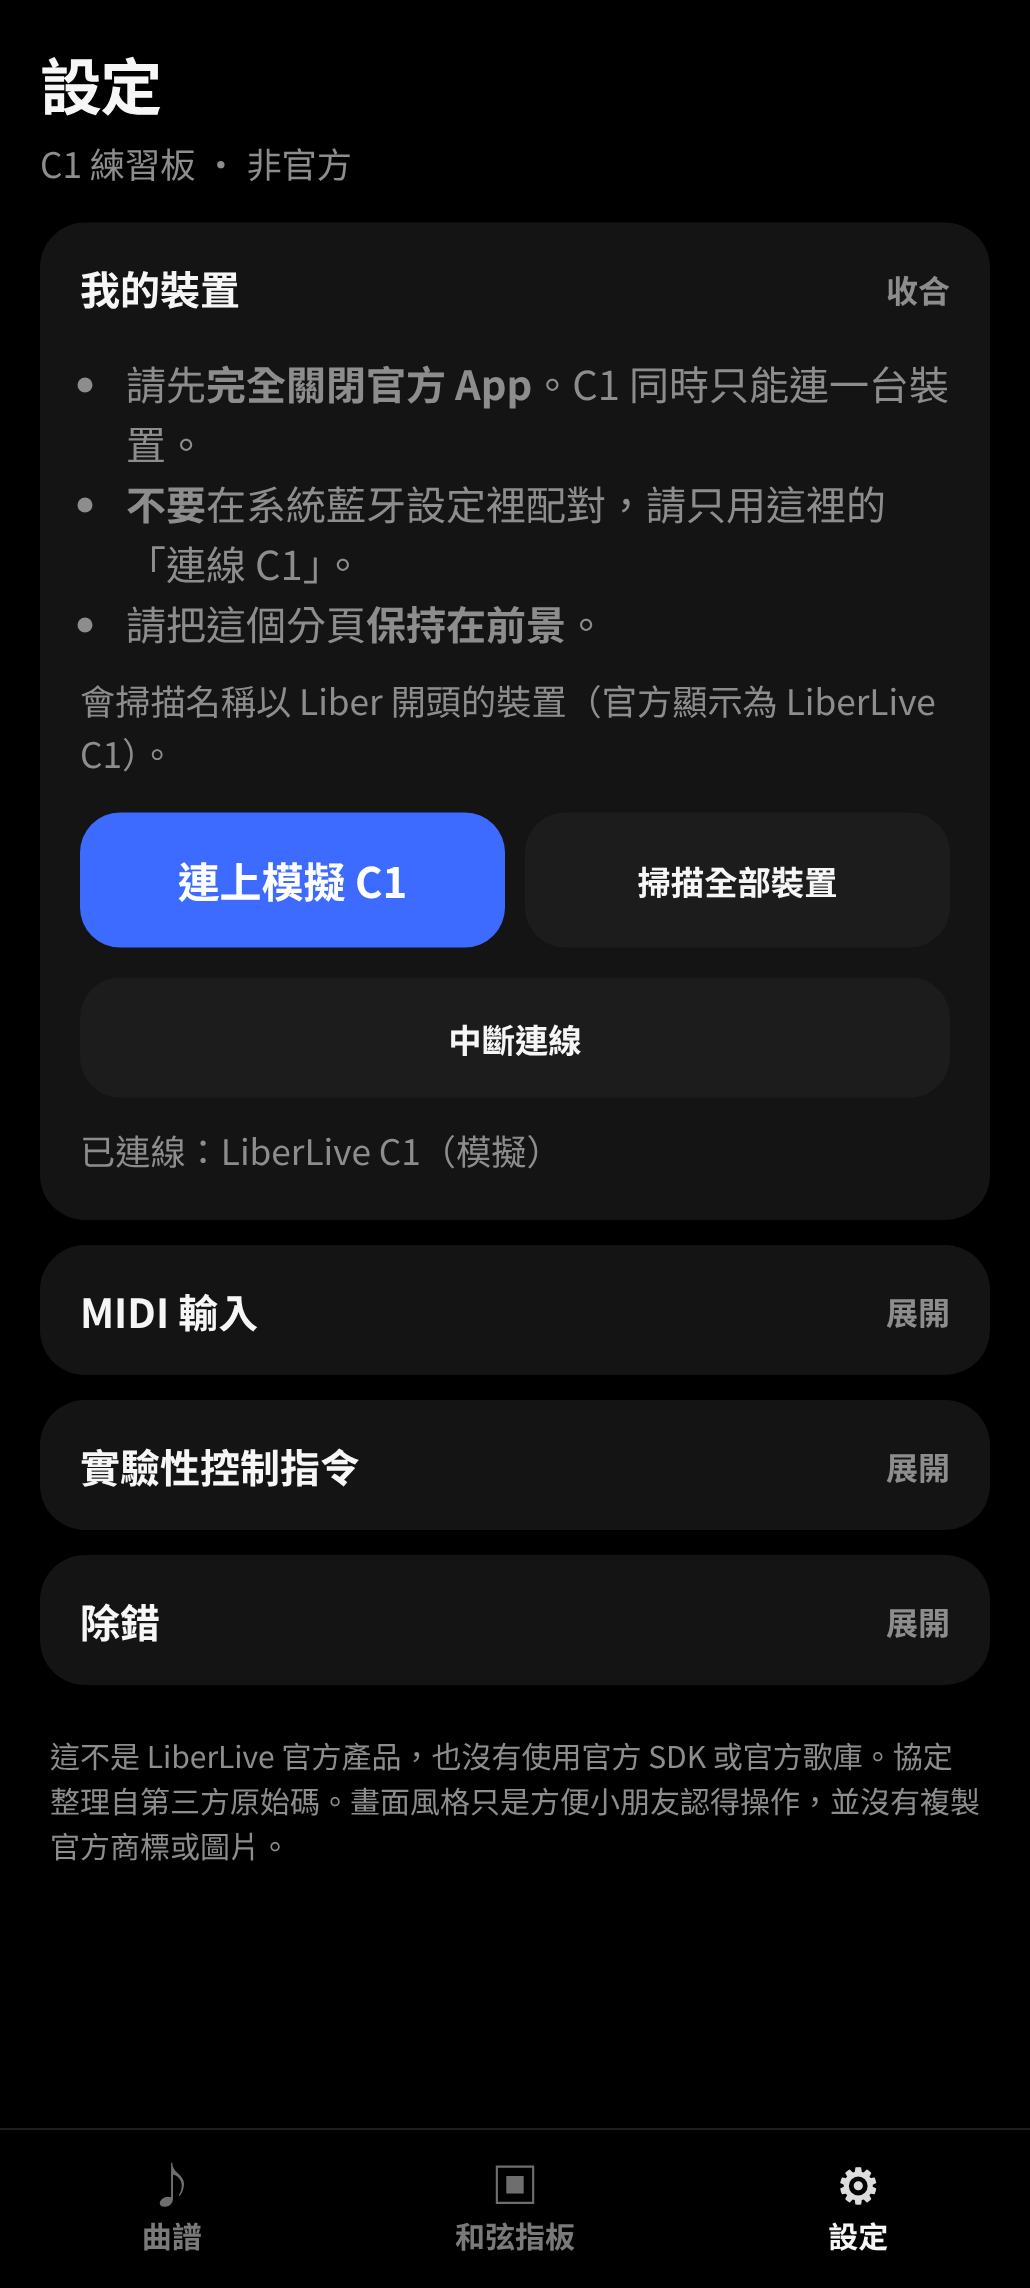 設定
C1 練習板 · 非官方
我的裝置 收合
請先完全關閉官方 App。C1 同時只能連一台裝
置。
不要在系統藍牙設定裡配對，請只用這裡的
「連線 C1」。
請把這個分頁保持在前景。
會掃描名稱以 Liber 開頭的裝置（官方顯示為 LiberLive
C1）。
連上模擬 C1 掃描全部裝置
中斷連線
已連線：LiberLive C1（模擬）
MIDI 輸入 展開
實驗性控制指令 展開
除錯 展開
這不是 LiberLive 官方產品，也沒有使用官方 SDK 或官方歌庫。協定
整理自第三方原始碼。畫面風格只是方便小朋友認得操作，並沒有複製
官方商標或圖片。
曲譜 和弦指板 設定